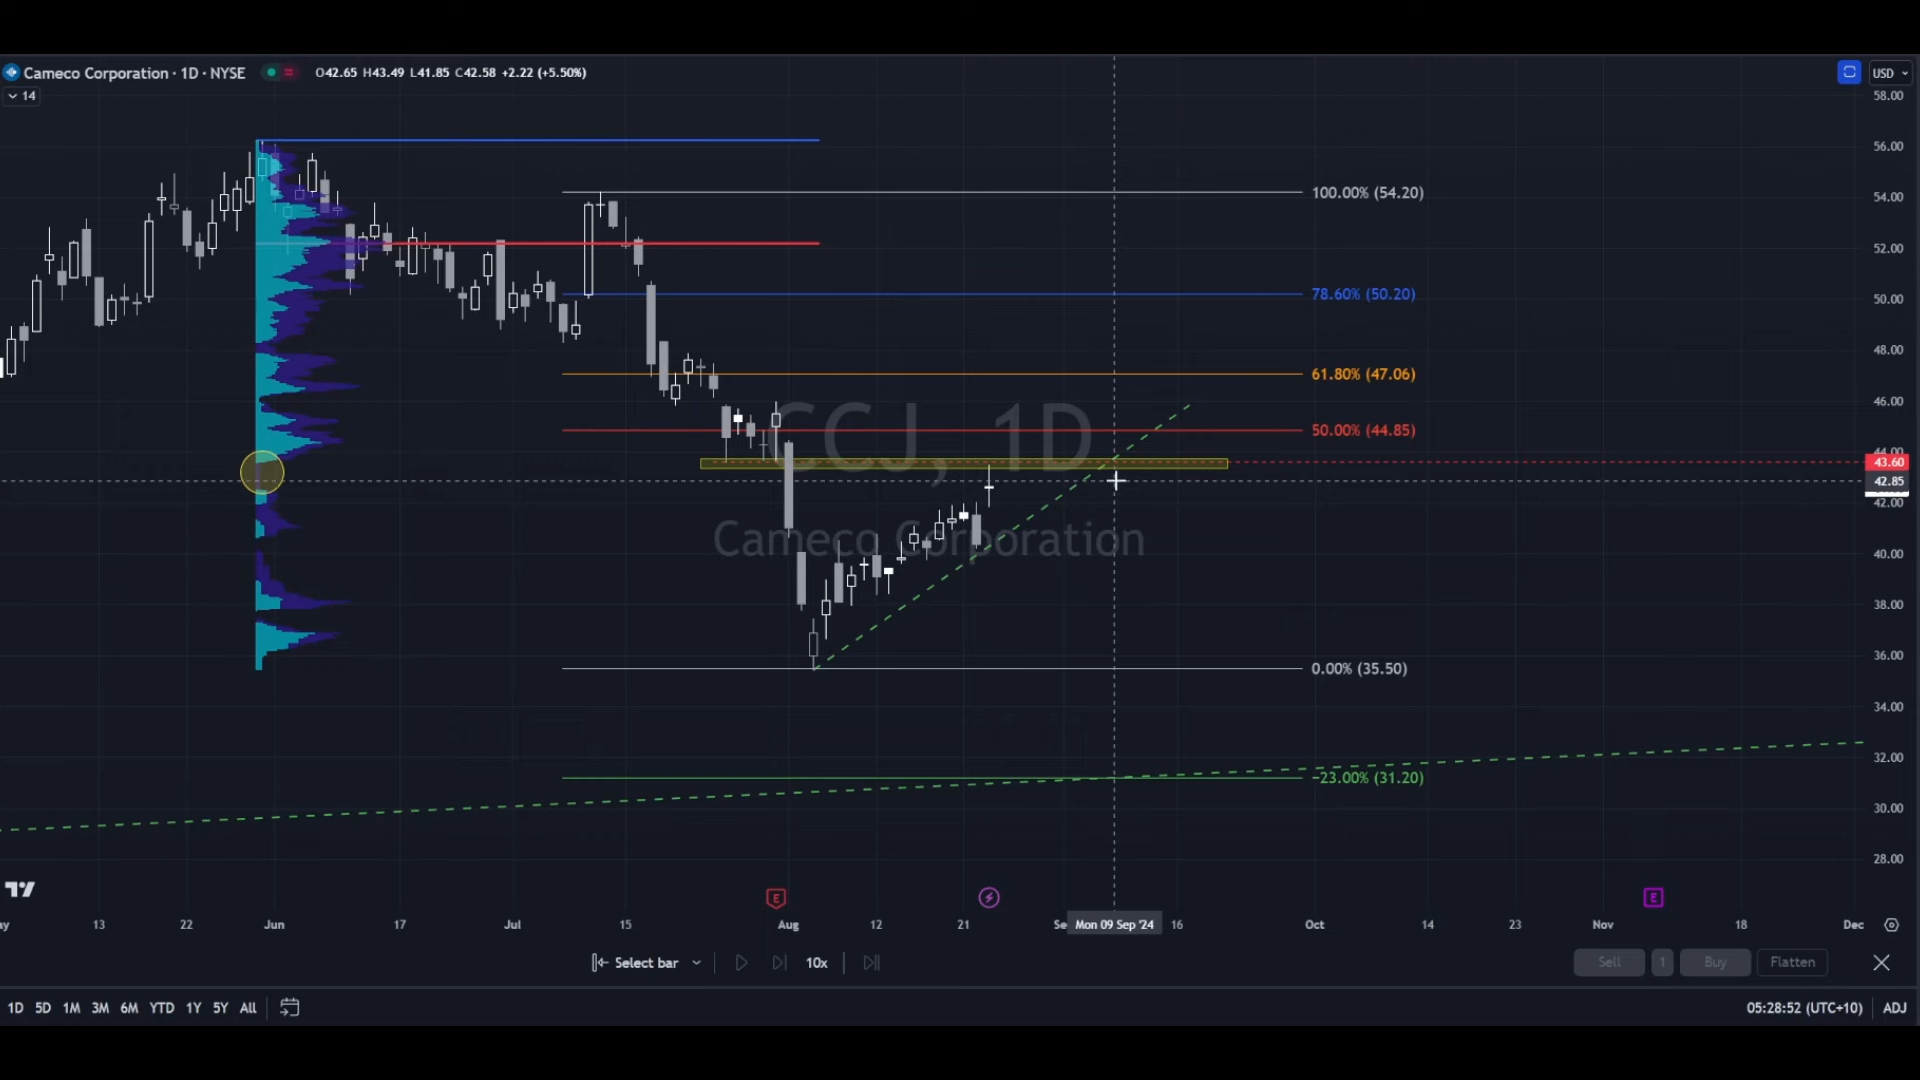 Cameco Corporation · 1D · NYSE
O42.65 H43.49 L41.85 C42.58 +2.22 (+5.50%)
USD
14
58.00
56.00
54.00
52.00
50.00
48.00
46.00
44.00
43.60
42.85
42.00
40.00
38.00
36.00
34.00
32.00
30.00
28.00
100.00% (54.20)
78.60% (50.20)
61.80% (47.06)
50.00% (44.85)
0.00% (35.50)
-23.00% (31.20)
CCJ, 1D
Cameco Corporation
E
E
ay 13 22 Jun 17 Jul 15 Aug 12 21 Se Mon 09 Sep '24 16 Oct 14 23 Nov 18 Dec
Select bar 10x
Sell 1 Buy Flatten
1D 5D 1M 3M 6M YTD 1Y 5Y All
05:28:52 (UTC+10) ADJ